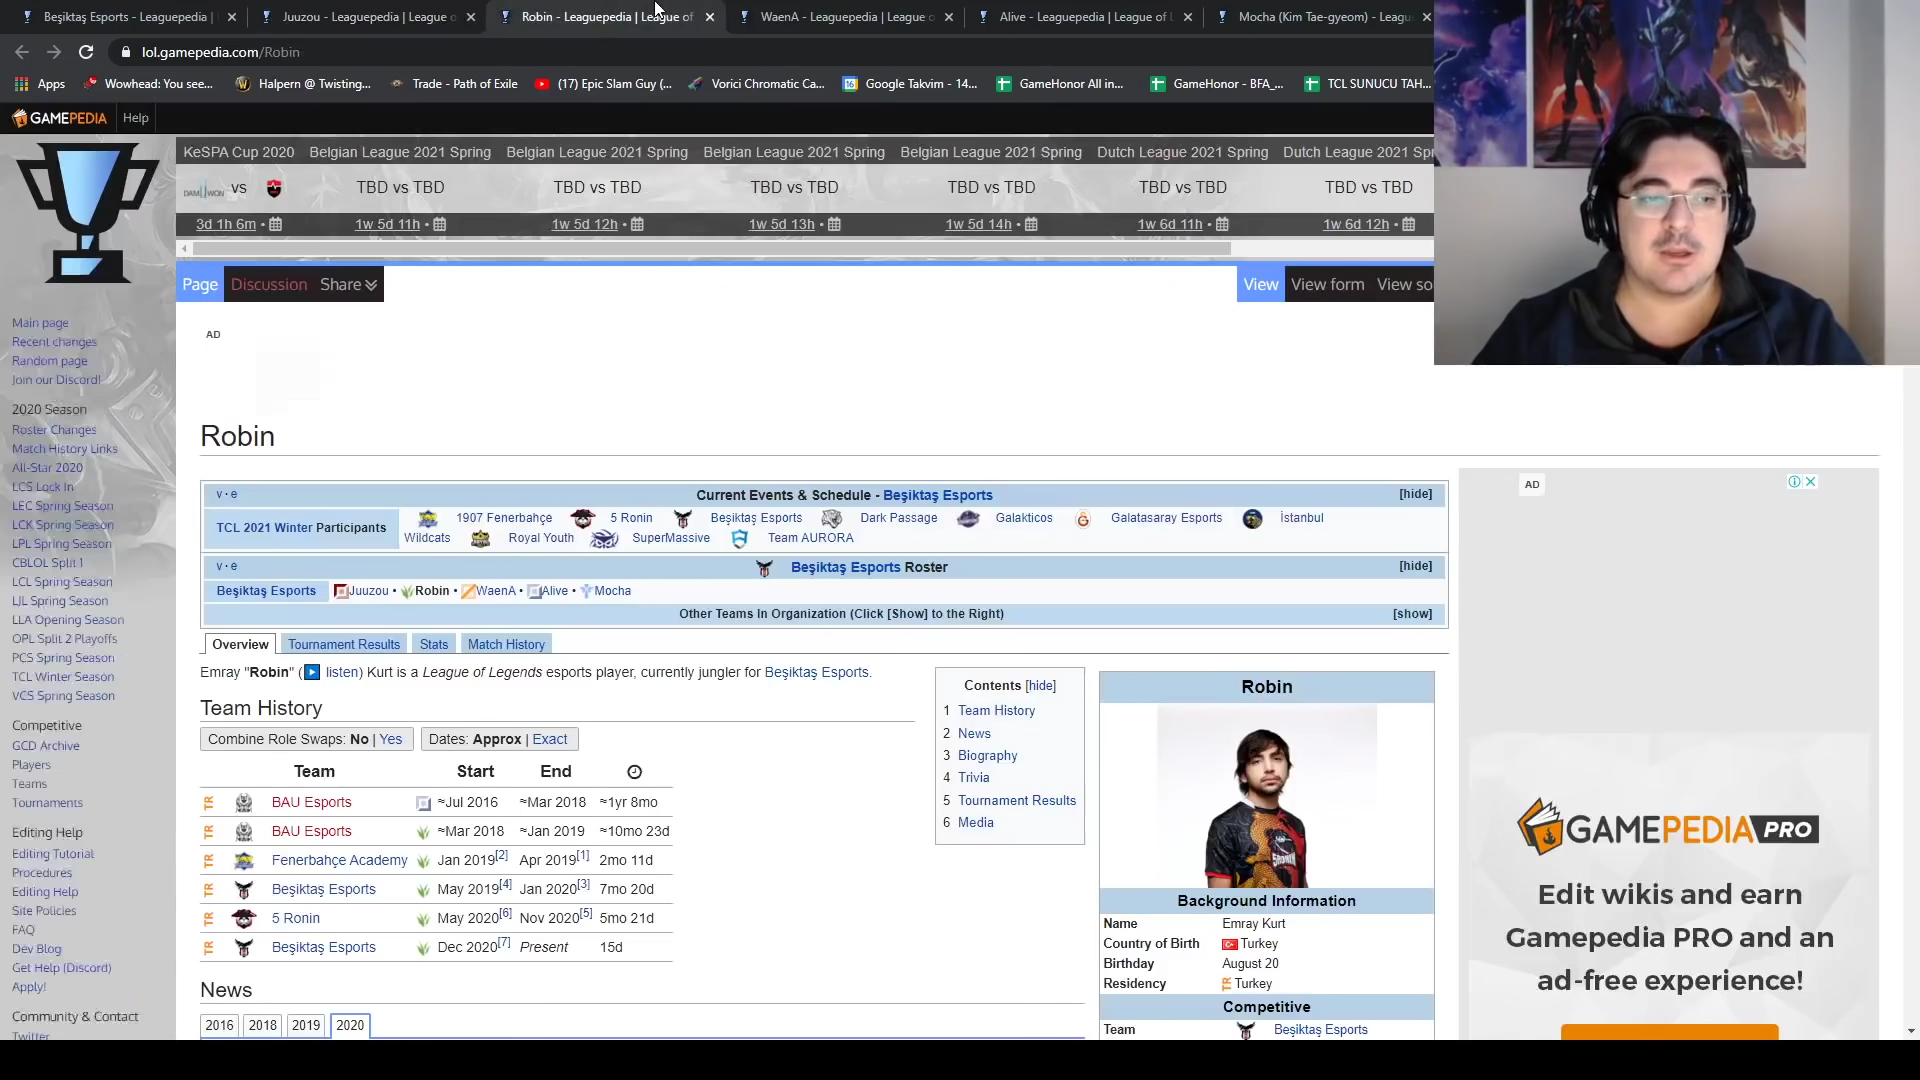 Beşiktaş Esports - Leaguepedia |
Juuzou - Leaguepedia | League o
Robin - Leaguepedia | League of
WaenA - Leaguepedia | League o
Alive - Leaguepedia | League of L
Mocha (Kim Tae-gyeom) - Leagu
lol.gamepedia.com/Robin
Apps
Wowhead: You see...
Halpern @ Twisting...
Trade - Path of Exile
(17) Epic Slam Guy (...
Vorici Chromatic Ca...
Google Takvim - 14...
GameHonor All in...
GameHonor - BFA_...
TCL SUNUCU TAH...
GAMEPEDIA
Help
KeSPA Cup 2020 Belgian League 2021 Spring Belgian League 2021 Spring Belgian League 2021 Spring Belgian League 2021 Spring Dutch League 2021 Spring Dutch League 2021 Spr
DAMWON vs TBD vs TBD TBD vs TBD TBD vs TBD TBD vs TBD TBD vs TBD TBD vs TBD
3d 1h 6m • 1w 5d 11h • 1w 5d 12h • 1w 5d 13h • 1w 5d 14h • 1w 6d 11h • 1w 6d 12h •
Page Discussion Share View View form View so
Main page
Recent changes
Random page
Join our Discord!
2020 Season
Roster Changes
Match History Links
All-Star 2020
LCS Lock In
LEC Spring Season
LCK Spring Season
LPL Spring Season
CBLOL Split 1
LCL Spring Season
LJL Spring Season
LLA Opening Season
OPL Split 2 Playoffs
PCS Spring Season
TCL Winter Season
VCS Spring Season
Competitive
GCD Archive
Players
Teams
Tournaments
Editing Help
Editing Tutorial
Procedures
Editing Help
Site Policies
FAQ
Dev Blog
Get Help (Discord)
Apply!
Community & Contact
Twitter
AD
Robin
v · e Current Events & Schedule - Beşiktaş Esports [hide]
TCL 2021 Winter Participants 1907 Fenerbahçe 5 Ronin Beşiktaş Esports Dark Passage Galakticos Galatasaray Esports İstanbul
Wildcats Royal Youth SuperMassive Team AURORA
v · e Beşiktaş Esports Roster [hide]
Beşiktaş Esports Juuzou • Robin • WaenA • Alive • Mocha
Other Teams In Organization (Click [Show] to the Right) [show]
Overview Tournament Results Stats Match History
Emray "Robin" ( listen) Kurt is a League of Legends esports player, currently jungler for Beşiktaş Esports.
Team History
Combine Role Swaps: No | Yes Dates: Approx | Exact
Team Start End
TR BAU Esports ≈Jul 2016 ≈Mar 2018 ≈1yr 8mo
TR BAU Esports ≈Mar 2018 ≈Jan 2019 ≈10mo 23d
TR Fenerbahçe Academy Jan 2019[2] Apr 2019[1] 2mo 11d
TR Beşiktaş Esports May 2019[4] Jan 2020[3] 7mo 20d
TR 5 Ronin May 2020[6] Nov 2020[5] 5mo 21d
TR Beşiktaş Esports Dec 2020[7] Present 15d
News
2016 2018 2019 2020
Contents [hide]
1 Team History
2 News
3 Biography
4 Trivia
5 Tournament Results
6 Media
Robin
5RONIN
Background Information
Name Emray Kurt
Country of Birth Turkey
Birthday August 20
Residency TR Turkey
Competitive
Team Beşiktaş Esports
AD
GAMEPEDIA PRO
Edit wikis and earn
Gamepedia PRO and an
ad-free experience!